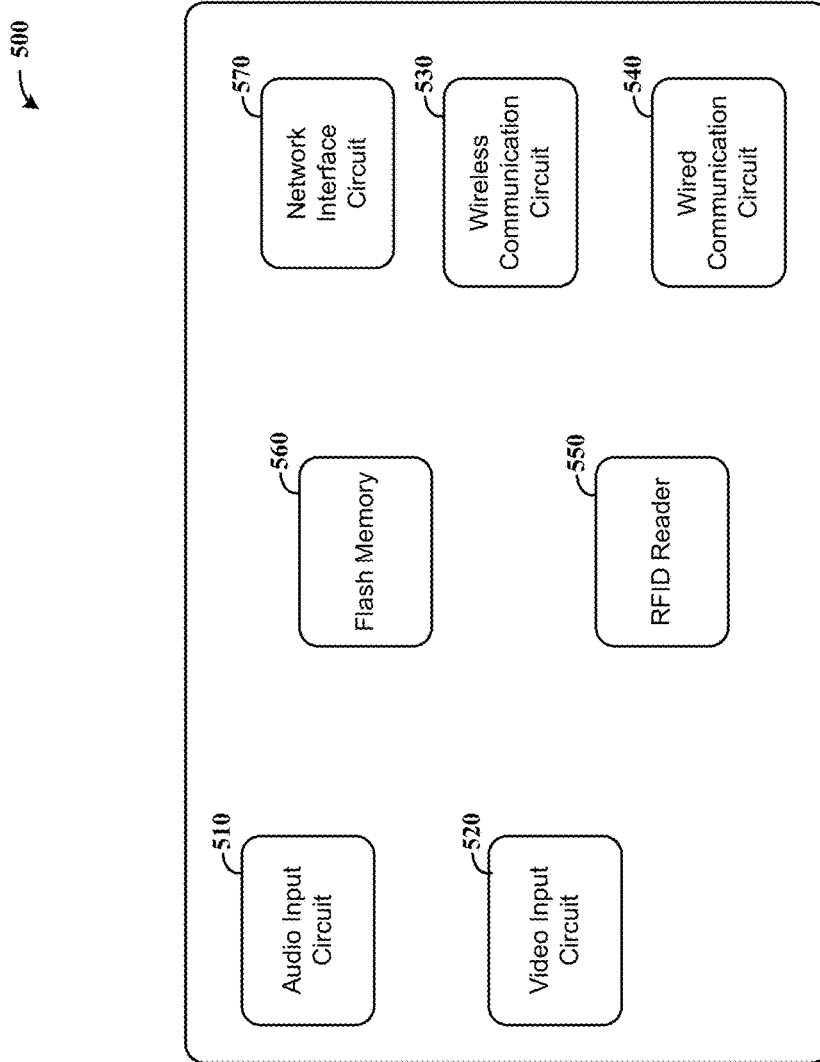 500
510
Audio Input
Circuit
520
Video Input
Circuit
560
Flash Memory
550
RFID Reader
570
Network
Interface
Circuit
530
Wireless
Communication
Circuit
540
Wired
Communication
Circuit